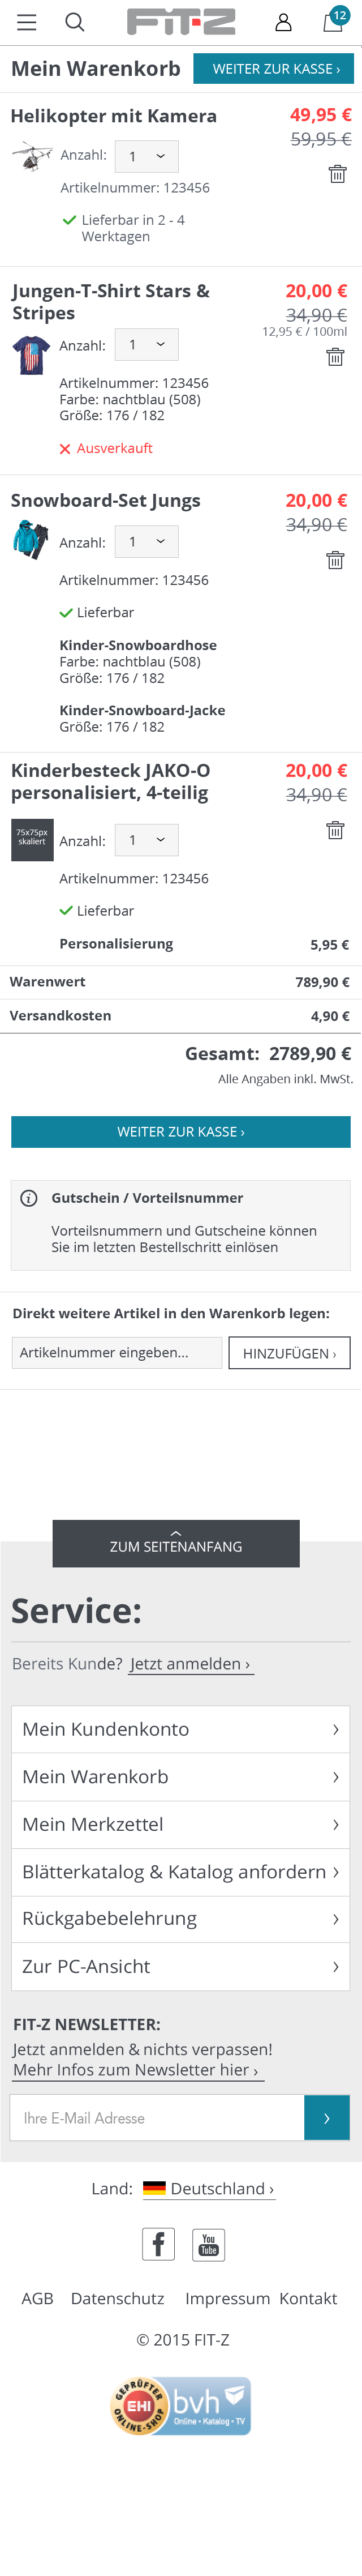 FiT-Z
12
Mein Warenkorb
WEITER ZUR KASSE ›
Helikopter mit Kamera
49,95 €
59,95 €
Anzahl: 1
Artikelnummer: 123456
Lieferbar in 2 - 4
Werktagen
Jungen-T-Shirt Stars &
Stripes
20,00 €
34,90 €
12,95 € / 100ml
Anzahl: 1
Artikelnummer: 123456
Farbe: nachtblau (508)
Größe: 176 / 182
Ausverkauft
Snowboard-Set Jungs
20,00 €
34,90 €
Anzahl: 1
Artikelnummer: 123456
Lieferbar
Kinder-Snowboardhose
Farbe: nachtblau (508)
Größe: 176 / 182
Kinder-Snowboard-Jacke
Größe: 176 / 182
Kinderbesteck JAKO-O
personalisiert, 4-teilig
20,00 €
34,90 €
75x75px
skaliert
Anzahl: 1
Artikelnummer: 123456
Lieferbar
Personalisierung 5,95 €
Warenwert 789,90 €
Versandkosten 4,90 €
Gesamt: 2789,90 €
Alle Angaben inkl. MwSt.
WEITER ZUR KASSE ›
Gutschein / Vorteilsnummer
Vorteilsnummern und Gutscheine können
Sie im letzten Bestellschritt einlösen
Direkt weitere Artikel in den Warenkorb legen:
Artikelnummer eingeben... HINZUFÜGEN ›
ZUM SEITENANFANG
Service:
Bereits Kunde? Jetzt anmelden ›
Mein Kundenkonto ›
Mein Warenkorb ›
Mein Merkzettel ›
Blätterkatalog & Katalog anfordern ›
Rückgabebelehrung ›
Zur PC-Ansicht ›
FIT-Z NEWSLETTER:
Jetzt anmelden & nichts verpassen!
Mehr Infos zum Newsletter hier ›
Ihre E-Mail Adresse ›
Land: Deutschland ›
f You Tube
AGB Datenschutz Impressum Kontakt
© 2015 FIT-Z
GEPRÜFTER
EHI
ONLINE-SHOP
bvh
Online • Katalog • TV